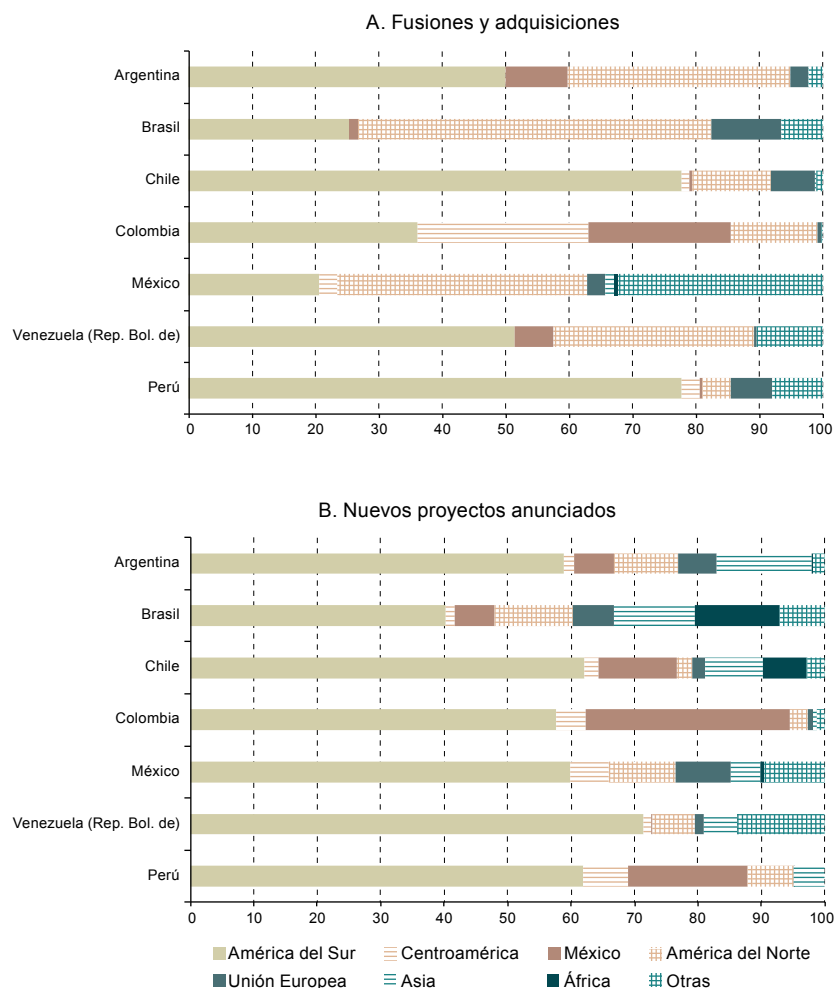 A. Fusiones y adquisiciones
Argentina
Brasil
Chile
Colombia
México
Venezuela (Rep. Bol. de)
Perú
0 10 20 30 40 50 60 70 80 90 100
B. Nuevos proyectos anunciados
Argentina
Brasil
Chile
Colombia
México
Venezuela (Rep. Bol. de)
Perú
0 10 20 30 40 50 60 70 80 90 100
América del Sur Centroamérica México América del Norte
Unión Europea Asia África Otras